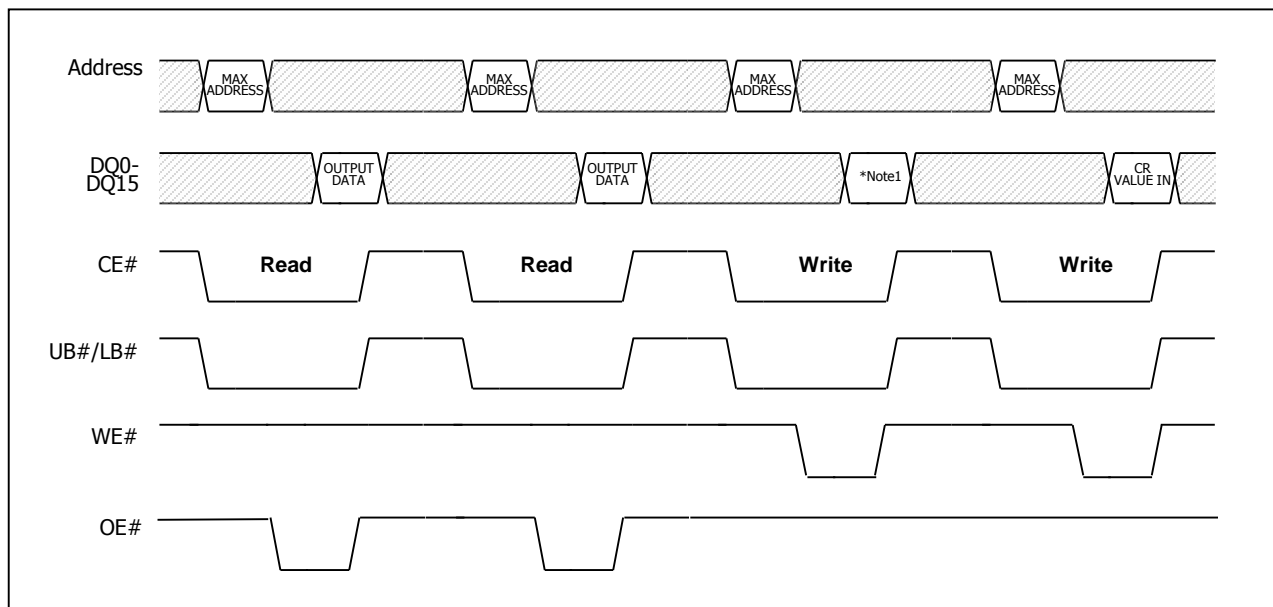 Address
MAX
ADDRESS
MAX
ADDRESS
MAX
ADDRESS
MAX
ADDRESS
DQ0-
DQ15
OUTPUT
DATA
OUTPUT
DATA
*Note1
CR
VALUE IN
CE#
Read
Read
Write
Write
UB#/LB#
WE#
OE#